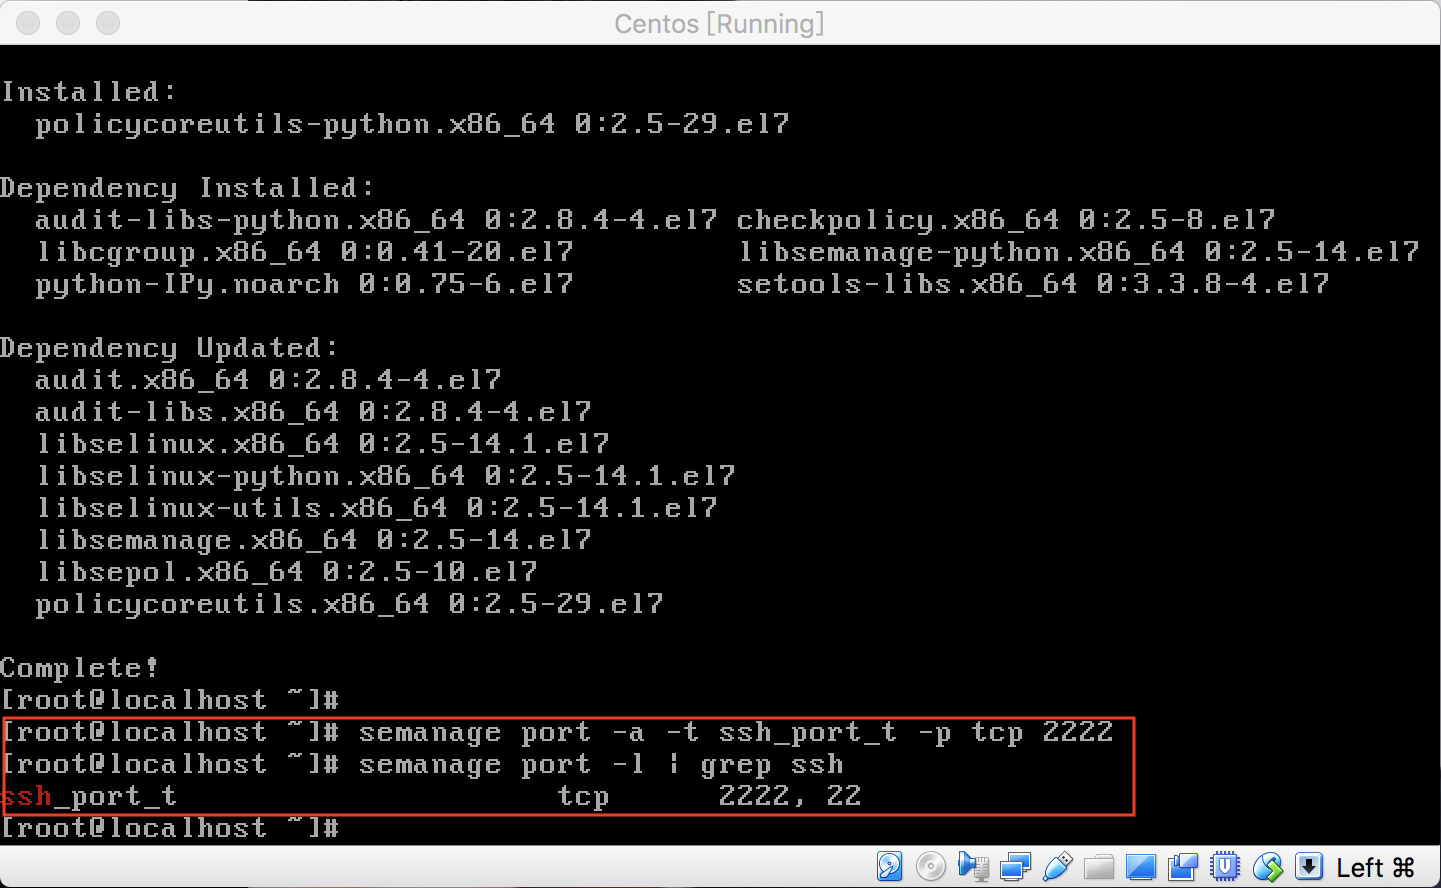 Centos [Running]
Installed:
policycoreutils-python.x86_64 0:2.5-29.el7
Dependency Installed:
audit-libs-python.x86_64 0:2.8.4-4.el7 checkpolicy.x86_64 0:2.5-8.el7
libcgroup.x86_64 0:0.41-20.el7 libsemanage-python.x86_64 0:2.5-14.el7
python-IPy.noarch 0:0.75-6.el7 setools-libs.x86_64 0:3.3.8-4.el7
Dependency Updated:
audit.x86_64 0:2.8.4-4.el7
audit-libs.x86_64 0:2.8.4-4.el7
libselinux.x86_64 0:2.5-14.1.el7
libselinux-python.x86_64 0:2.5-14.1.el7
libselinux-utils.x86_64 0:2.5-14.1.el7
libsemanage.x86_64 0:2.5-14.el7
libsepol.x86_64 0:2.5-10.el7
policycoreutils.x86_64 0:2.5-29.el7
Complete!
[root@localhost ~]#
[root@localhost ~]# semanage port -a -t ssh_port_t -p tcp 2222
[root@localhost ~]# semanage port -l | grep ssh
ssh_port_t tcp 2222, 22
[root@localhost ~]#
Left ⌘